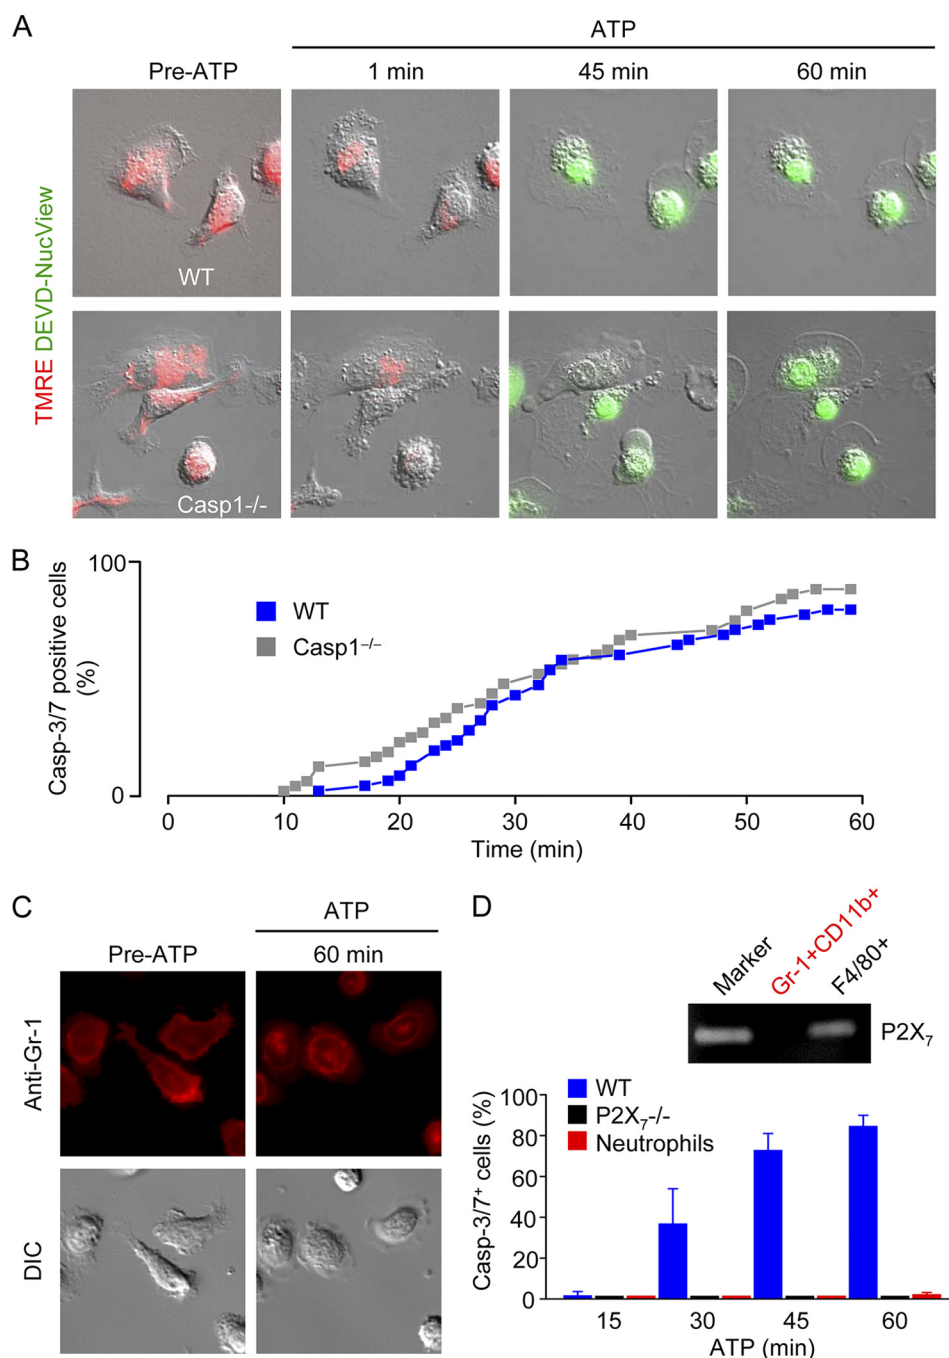 A
ATP
Pre-ATP 1 min 45 min 60 min
TMRE DEVD-NucView
WT
Casp1-/-
B
Casp-3/7 positive cells
(%)
100
0
WT
Casp1⁻/⁻
0 10 20 30 40 50 60
Time (min)
C
ATP
Pre-ATP 60 min
Anti-Gr-1
DIC
D
Marker
Gr-1+CD11b+
F4/80+
P2X₇
WT
P2X₇-/-
Neutrophils
Casp-3/7⁺ cells (%)
100
80
60
40
20
0
15 30 45 60
ATP (min)